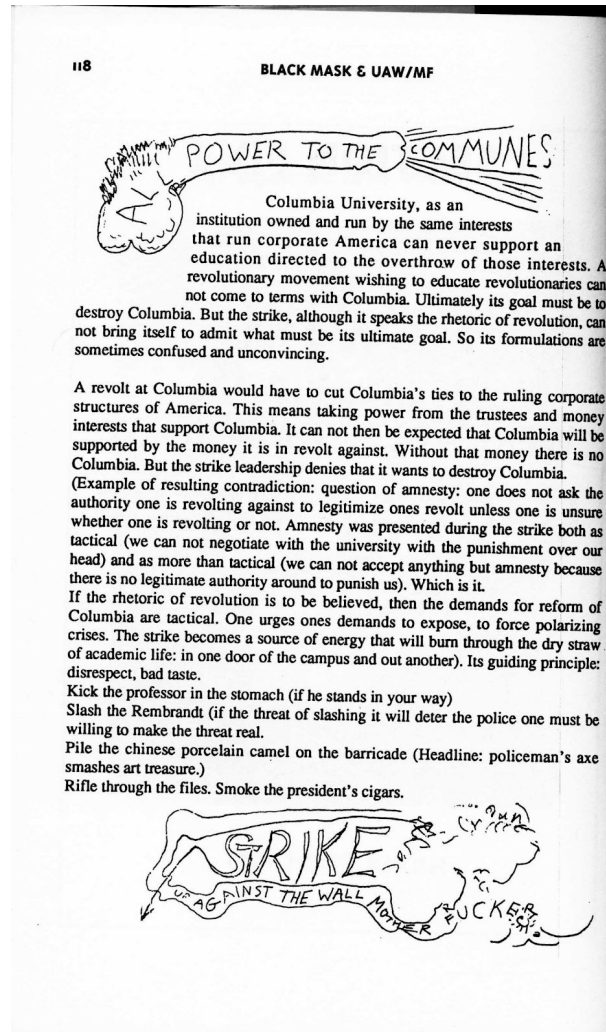 118
BLACK MASK & UAW/MF
POWER TO THE COMMUNES
ALL
Columbia University, as an
institution owned and run by the same interests
that run corporate America can never support an
education directed to the overthrow of those interests. A
revolutionary movement wishing to educate revolutionaries can
not come to terms with Columbia. Ultimately its goal must be to
destroy Columbia. But the strike, although it speaks the rhetoric of revolution, can
not bring itself to admit what must be its ultimate goal. So its formulations are
sometimes confused and unconvincing.
A revolt at Columbia would have to cut Columbia's ties to the ruling corporate
structures of America. This means taking power from the trustees and money
interests that support Columbia. It can not then be expected that Columbia will be
supported by the money it is in revolt against. Without that money there is no
Columbia. But the strike leadership denies that it wants to destroy Columbia.
(Example of resulting contradiction: question of amnesty: one does not ask the
authority one is revolting against to legitimize ones revolt unless one is unsure
whether one is revolting or not. Amnesty was presented during the strike both as
tactical (we can not negotiate with the university with the punishment over our
head) and as more than tactical (we can not accept anything but amnesty because
there is no legitimate authority around to punish us). Which is it.
If the rhetoric of revolution is to be believed, then the demands for reform of
Columbia are tactical. One urges ones demands to expose, to force polarizing
crises. The strike becomes a source of energy that will burn through the dry straw
of academic life: in one door of the campus and out another). Its guiding principle:
disrespect, bad taste.
Kick the professor in the stomach (if he stands in your way)
Slash the Rembrandt (if the threat of slashing it will deter the police one must be
willing to make the threat real.
Pile the chinese porcelain camel on the barricade (Headline: policeman's axe
smashes art treasure.)
Rifle through the files. Smoke the president's cigars.
STRIKE
UP AGAINST THE WALL MOTHER FUCKER